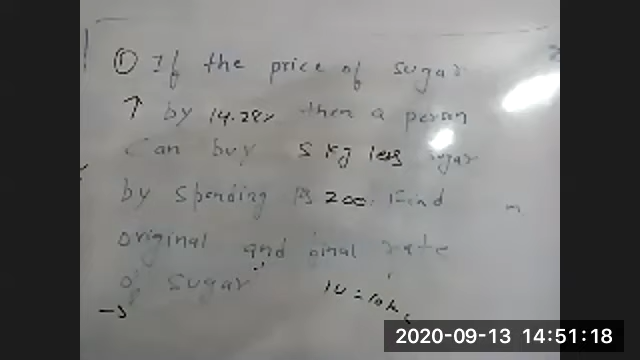 ① If the price of sugar
↑ by 14.28% then a person
Can buy 5 kg less sugar
by spending Rs 200. Find
original and final rate
of sugar
→
2020-09-13 14:51:18